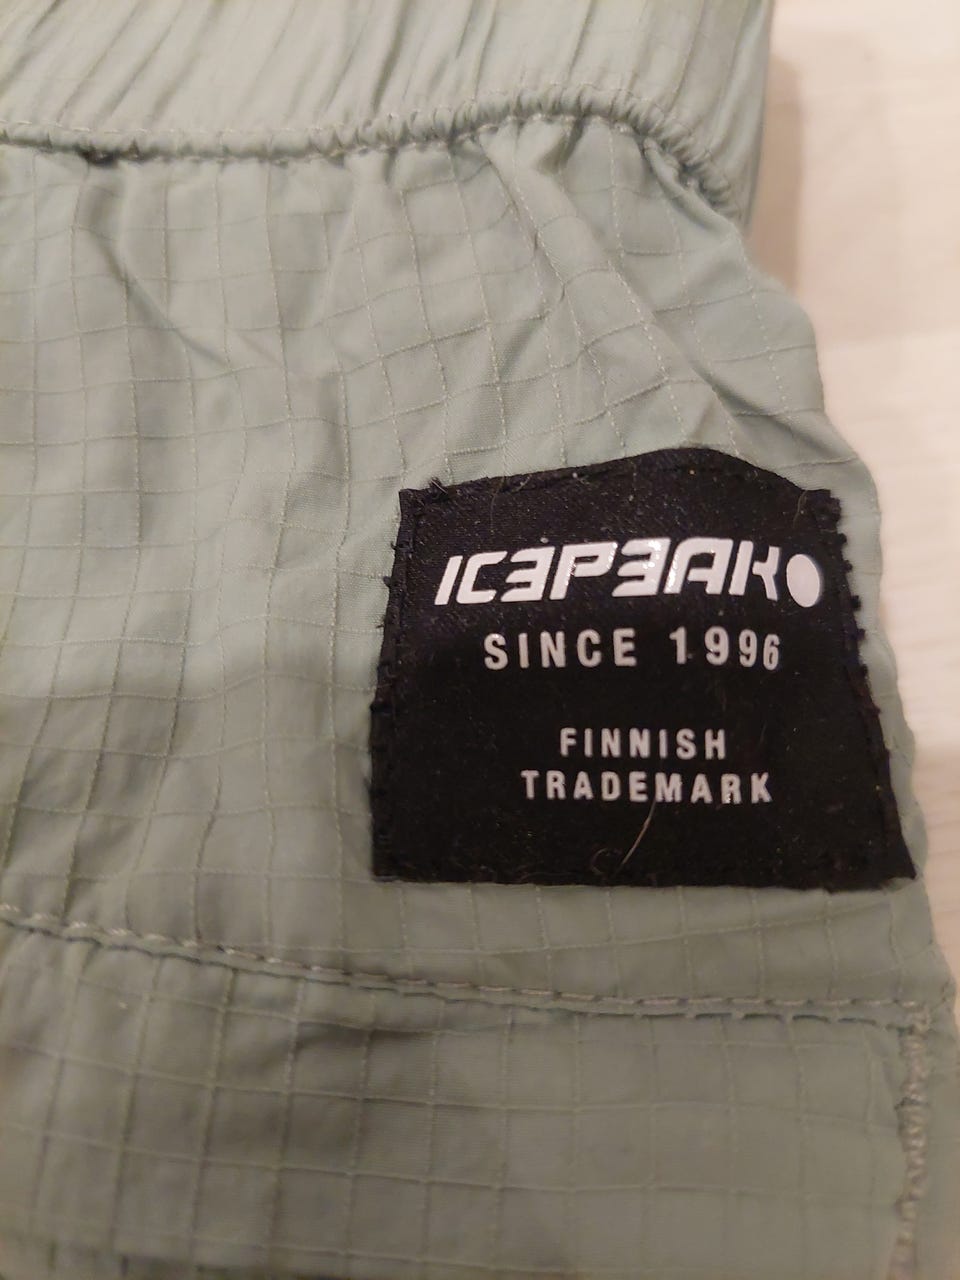 ICEPEAK
SINCE 1996
FINNISH
TRADEMARK